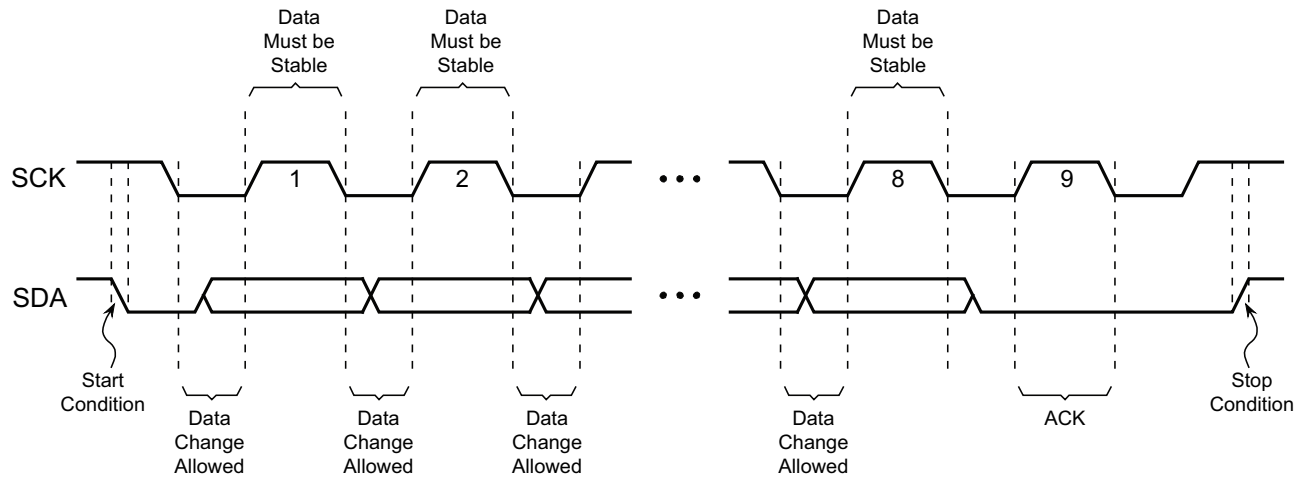 Data
Must be
Stable
Data
Must be
Stable
Data
Must be
Stable
SCK
1
2
8
9
SDA
Start
Condition
Data
Change
Allowed
Data
Change
Allowed
Data
Change
Allowed
Data
Change
Allowed
ACK
Stop
Condition